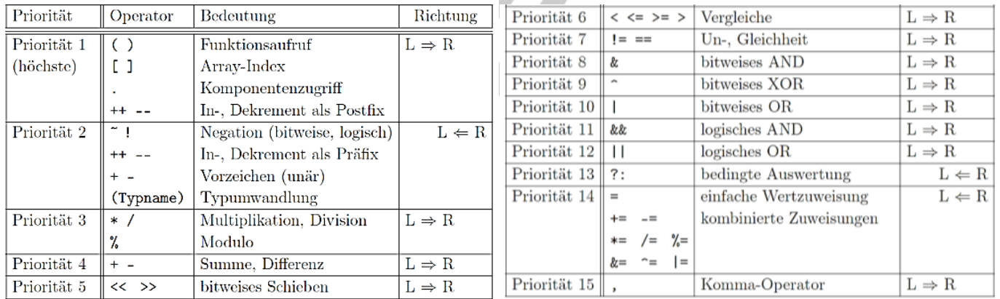 Priorität Operator Bedeutung Richtung
Priorität 1 ( ) Funktionsaufruf L ⇒ R
(höchste) [ ] Array-Index
. Komponentenzugriff
++ -- In-, Dekrement als Postfix
Priorität 2 ~ ! Negation (bitweise, logisch) L ⇐ R
++ -- In-, Dekrement als Präfix
+ - Vorzeichen (unär)
(Typname) Typumwandlung
Priorität 3 * / Multiplikation, Division L ⇒ R
% Modulo
Priorität 4 + - Summe, Differenz L ⇒ R
Priorität 5 << >> bitweises Schieben L ⇒ R
Priorität 6 < <= >= > Vergleiche L ⇒ R
Priorität 7 != == Un-, Gleichheit L ⇒ R
Priorität 8 & bitweises AND L ⇒ R
Priorität 9 ^ bitweises XOR L ⇒ R
Priorität 10 | bitweises OR L ⇒ R
Priorität 11 && logisches AND L ⇒ R
Priorität 12 || logisches OR L ⇒ R
Priorität 13 ?: bedingte Auswertung L ⇐ R
Priorität 14 = einfache Wertzuweisung L ⇐ R
+= -= kombinierte Zuweisungen
*= /= %=
&= ^= |=
Priorität 15 , Komma-Operator L ⇒ R